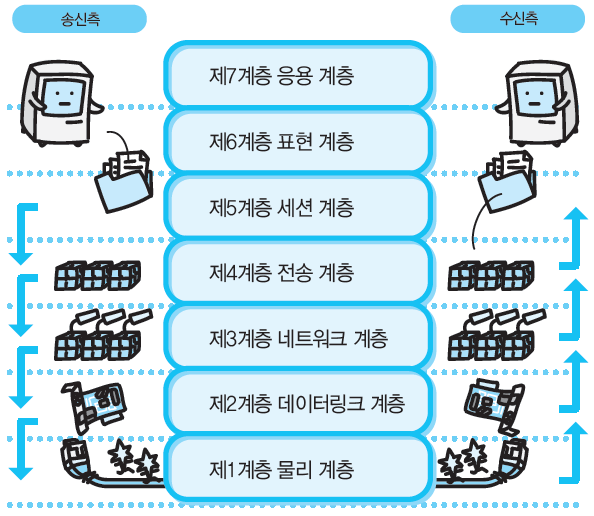 송신측
수신측
제7계층 응용 계층
제6계층 표현 계층
제5계층 세션 계층
제4계층 전송 계층
제3계층 네트워크 계층
제2계층 데이터링크 계층
제1계층 물리 계층